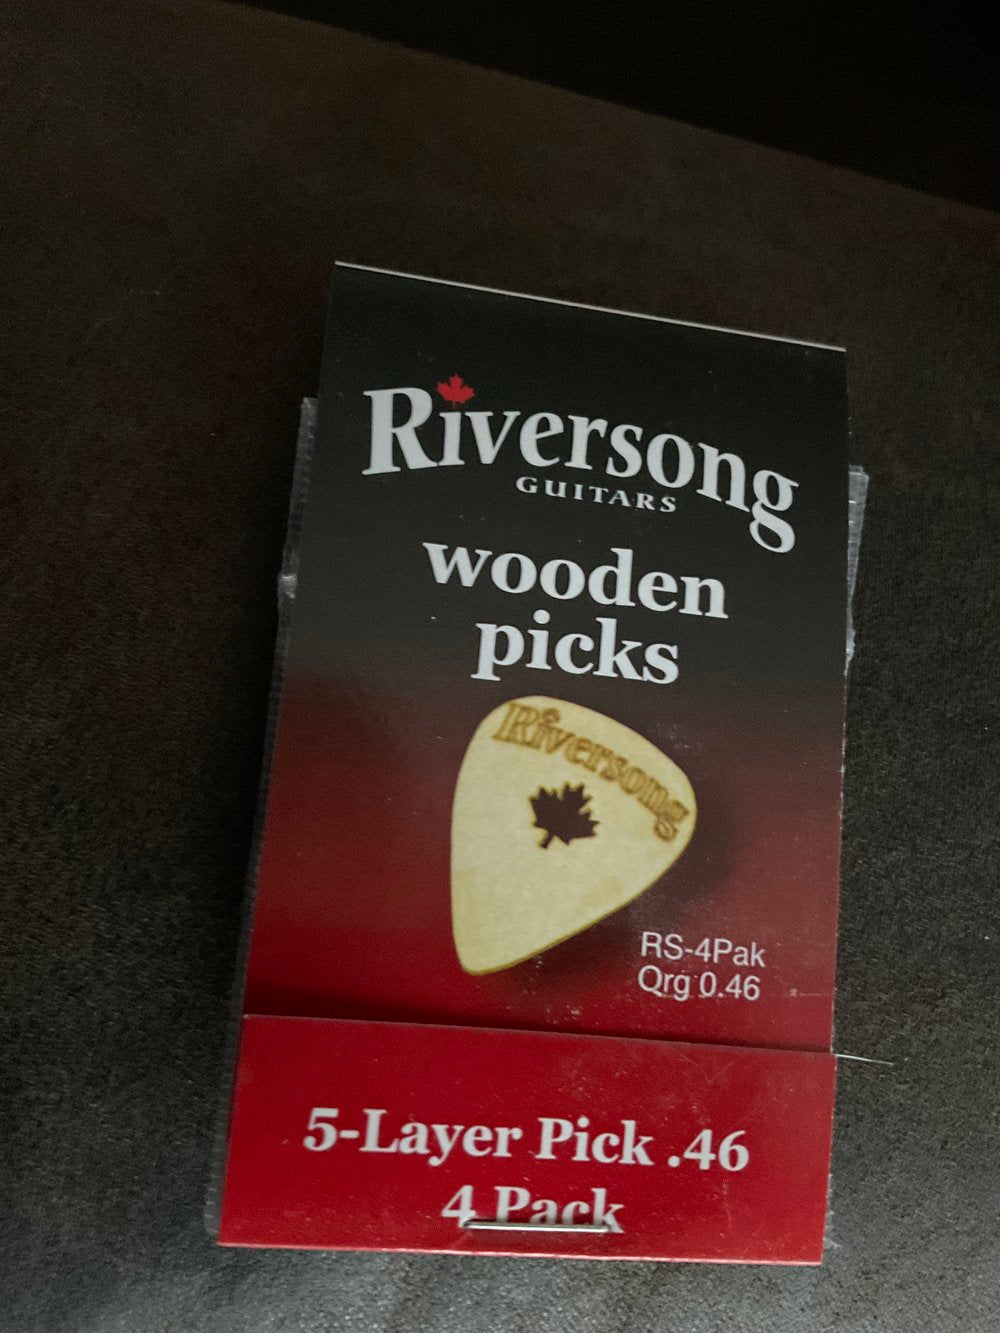 Riversong
GUITARS
wooden
picks
Riversong
RS-4Pak
Qrg 0.46
5-Layer Pick .46
4 Pack